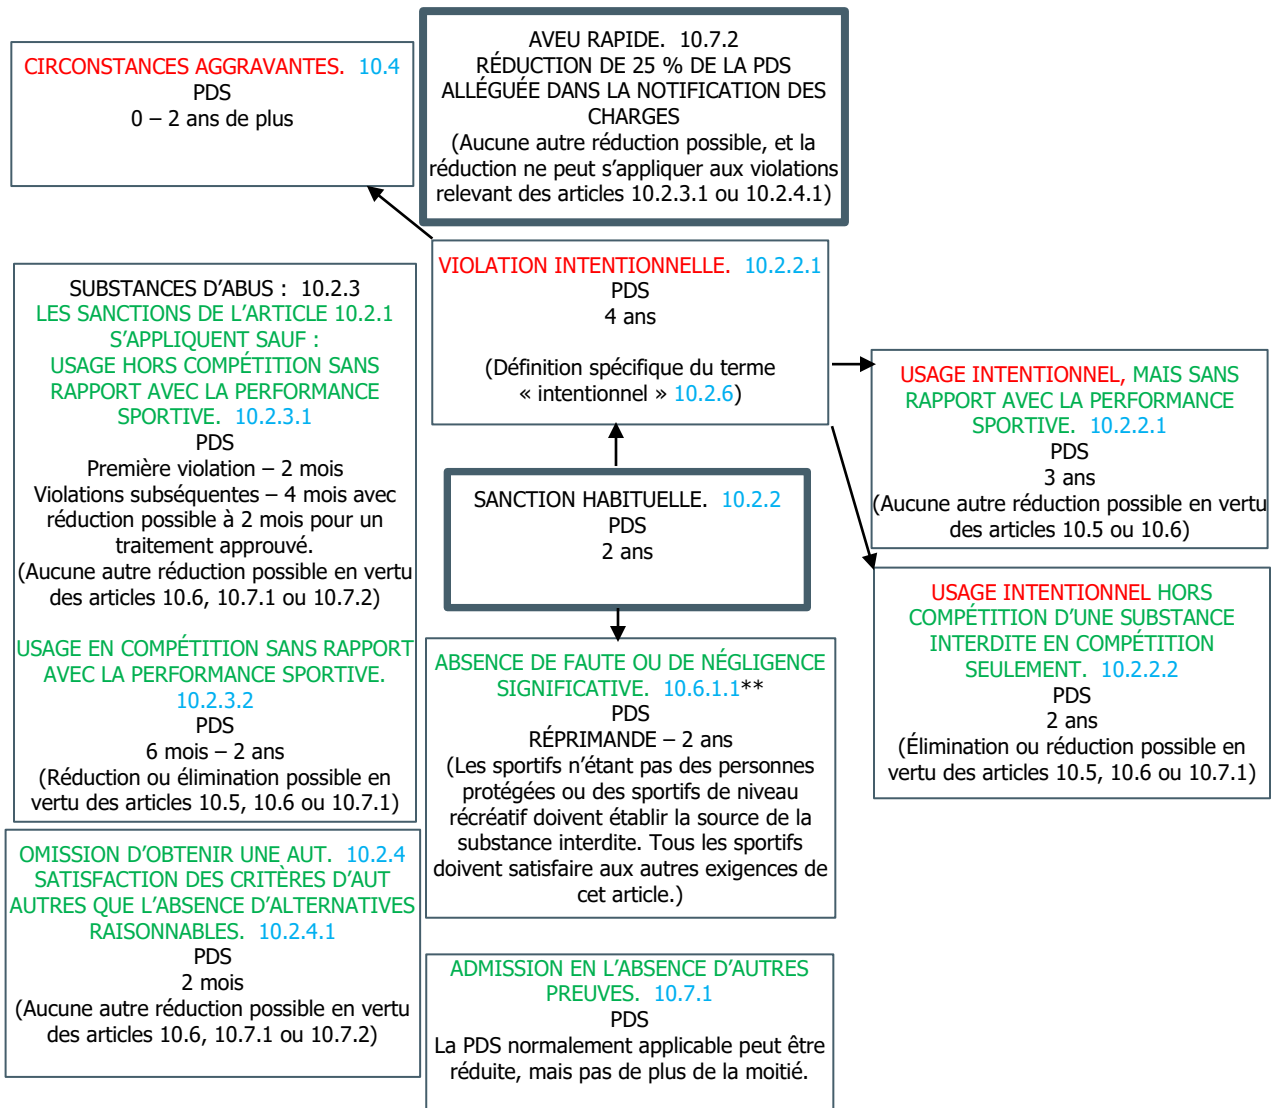 CIRCONSTANCES AGGRAVANTES. 10.4
PDS
0 – 2 ans de plus
AVEU RAPIDE. 10.7.2
RÉDUCTION DE 25 % DE LA PDS
ALLÉGUÉE DANS LA NOTIFICATION DES
CHARGES
(Aucune autre réduction possible, et la
réduction ne peut s’appliquer aux violations
relevant des articles 10.2.3.1 ou 10.2.4.1)
VIOLATION INTENTIONNELLE. 10.2.2.1
PDS
4 ans
(Définition spécifique du terme
« intentionnel » 10.2.6)
SUBSTANCES D’ABUS : 10.2.3
LES SANCTIONS DE L’ARTICLE 10.2.1
S’APPLIQUENT SAUF :
USAGE HORS COMPÉTITION SANS
RAPPORT AVEC LA PERFORMANCE
SPORTIVE. 10.2.3.1
PDS
Première violation – 2 mois
Violations subséquentes – 4 mois avec
réduction possible à 2 mois pour un
traitement approuvé.
(Aucune autre réduction possible en vertu
des articles 10.6, 10.7.1 ou 10.7.2)
USAGE EN COMPÉTITION SANS RAPPORT
AVEC LA PERFORMANCE SPORTIVE.
10.2.3.2
PDS
6 mois – 2 ans
(Réduction ou élimination possible en
vertu des articles 10.5, 10.6 ou 10.7.1)
USAGE INTENTIONNEL, MAIS SANS
RAPPORT AVEC LA PERFORMANCE
SPORTIVE. 10.2.2.1
PDS
3 ans
(Aucune autre réduction possible en vertu
des articles 10.5 ou 10.6)
SANCTION HABITUELLE. 10.2.2
PDS
2 ans
USAGE INTENTIONNEL HORS
COMPÉTITION D’UNE SUBSTANCE
INTERDITE EN COMPÉTITION
SEULEMENT. 10.2.2.2
PDS
2 ans
(Élimination ou réduction possible en
vertu des articles 10.5, 10.6 ou 10.7.1)
ABSENCE DE FAUTE OU DE NÉGLIGENCE
SIGNIFICATIVE. 10.6.1.1**
PDS
RÉPRIMANDE – 2 ans
(Les sportifs n’étant pas des personnes
protégées ou des sportifs de niveau
récréatif doivent établir la source de la
substance interdite. Tous les sportifs
doivent satisfaire aux autres exigences de
cet article.)
OMISSION D’OBTENIR UNE AUT. 10.2.4
SATISFACTION DES CRITÈRES D’AUT
AUTRES QUE L’ABSENCE D’ALTERNATIVES
RAISONNABLES. 10.2.4.1
PDS
2 mois
(Aucune autre réduction possible en vertu
des articles 10.6, 10.7.1 ou 10.7.2)
ADMISSION EN L’ABSENCE D’AUTRES
PREUVES. 10.7.1
PDS
La PDS normalement applicable peut être
réduite, mais pas de plus de la moitié.